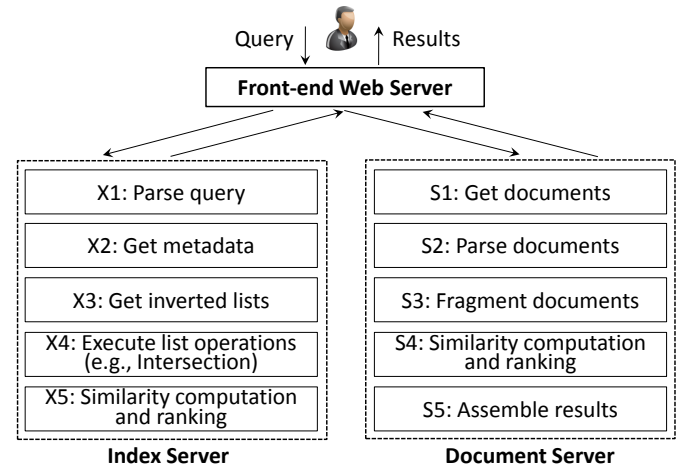 Query
Results
Front-end Web Server
X1: Parse query
X2: Get metadata
X3: Get inverted lists
X4: Execute list operations
(e.g., Intersection)
X5: Similarity computation
and ranking
Index Server
S1: Get documents
S2: Parse documents
S3: Fragment documents
S4: Similarity computation
and ranking
S5: Assemble results
Document Server